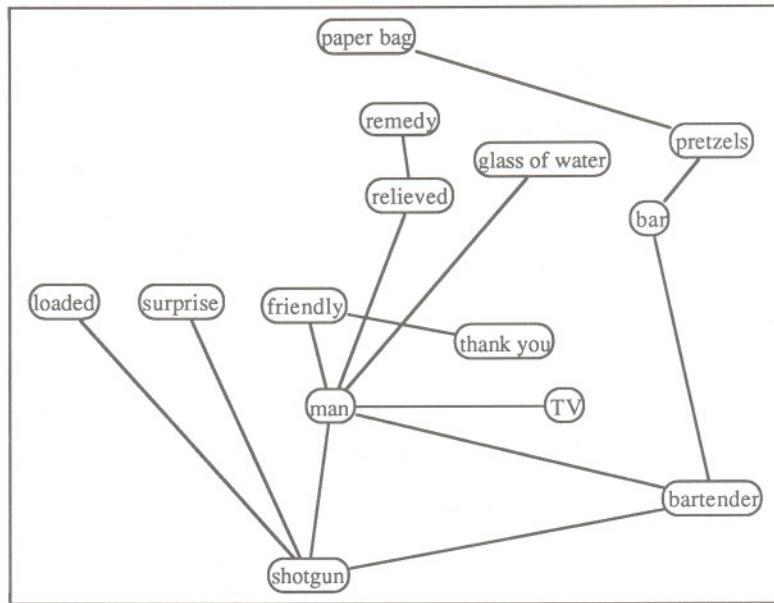 paper bag
remedy
pretzels
glass of water
relieved
bar
loaded
surprise
friendly
thank you
man
TV
bartender
shotgun